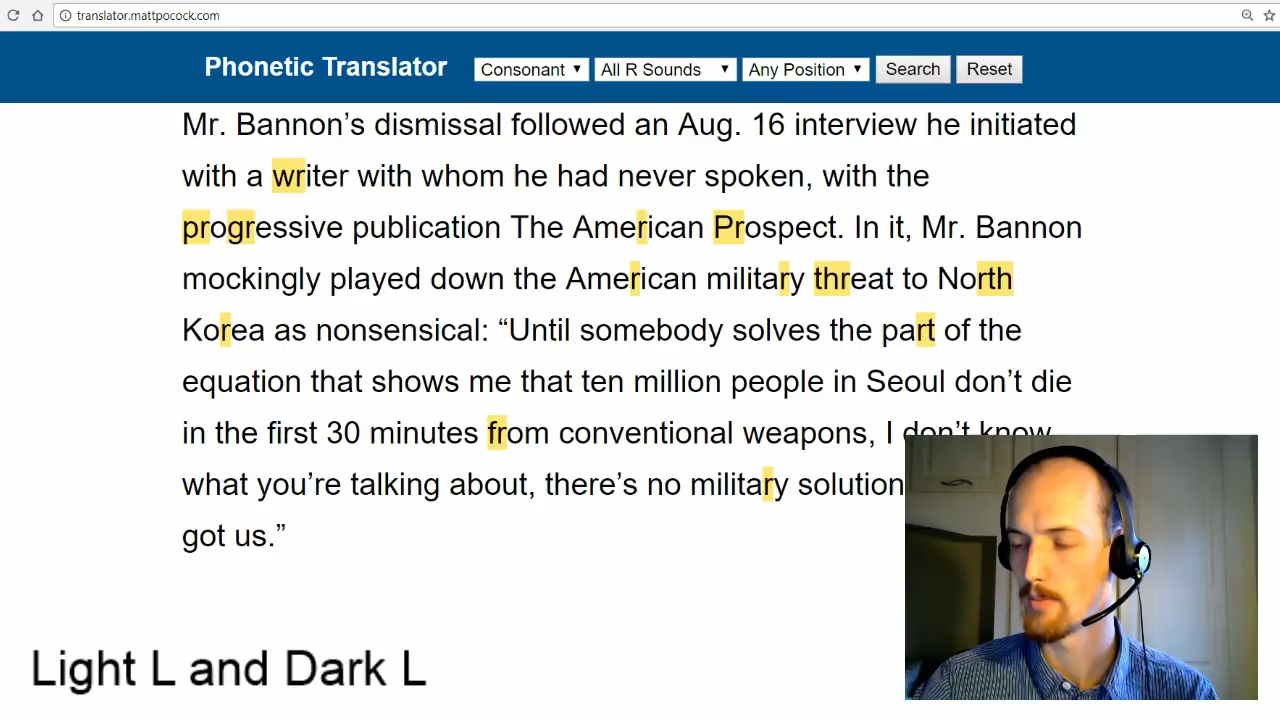 translator.mattpocock.com
Phonetic Translator Consonant All R Sounds Any Position Search Reset
Mr. Bannon’s dismissal followed an Aug. 16 interview he initiated
with a writer with whom he had never spoken, with the
progressive publication The American Prospect. In it, Mr. Bannon
mockingly played down the American military threat to North
Korea as nonsensical: “Until somebody solves the part of the
equation that shows me that ten million people in Seoul don’t die
in the first 30 minutes from conventional weapons, I don’t know
what you’re talking about, there’s no military solution
got us.”
Light L and Dark L